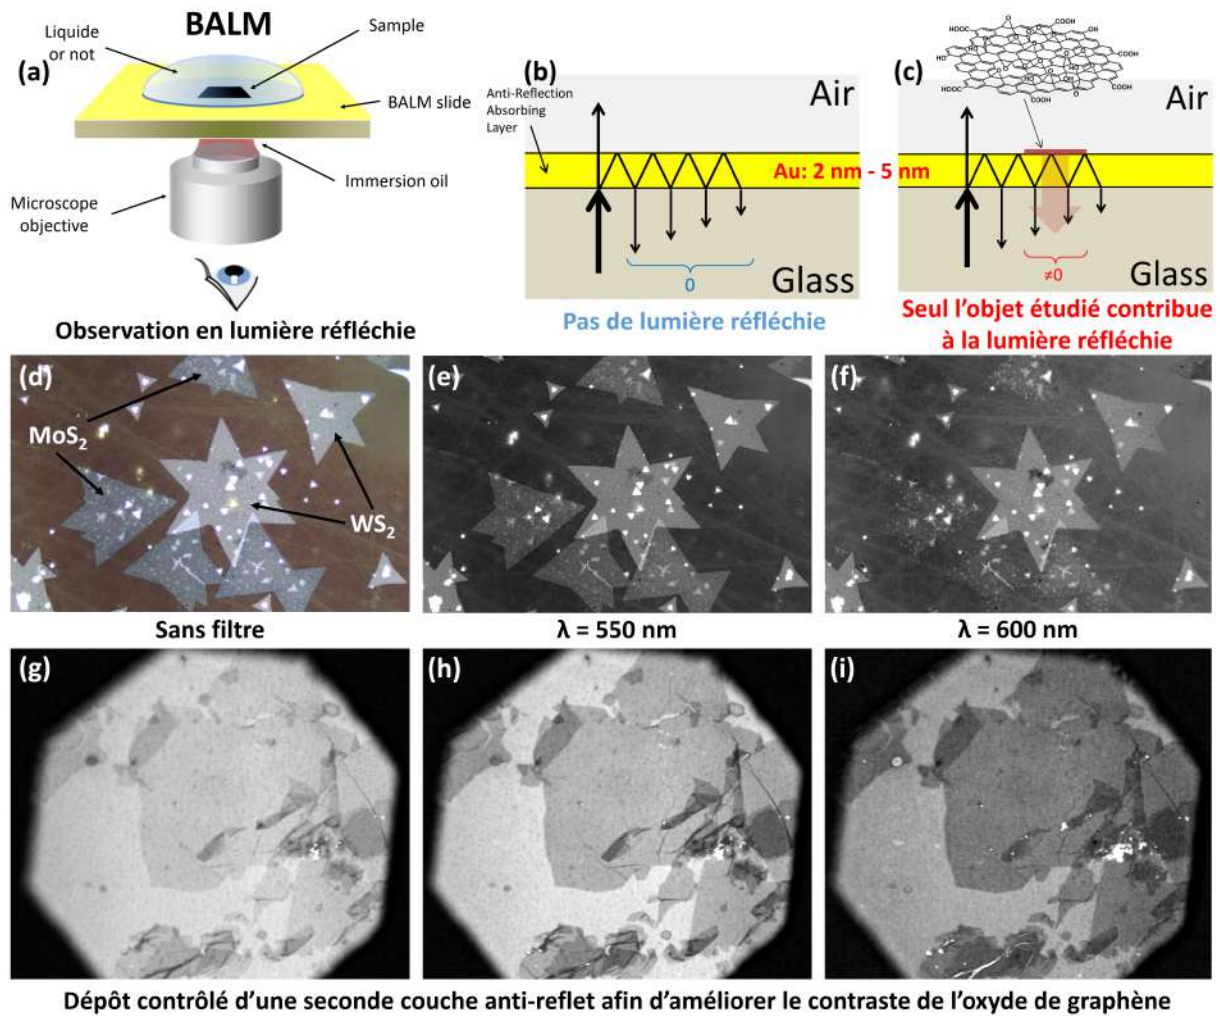 BALM
Liquide
or not
Sample
(a)
BALM slide
Immersion oil
Microscope
objective
Observation en lumière réfléchie
(b)
Air
Anti-Reflection
Absorbing
Layer
Au: 2 nm - 5 nm
0
Glass
Pas de lumière réfléchie
(c)
Air
≠0
Glass
Seul l’objet étudié contribue
à la lumière réfléchie
(d)
MoS2
WS2
Sans filtre
(e)
λ = 550 nm
(f)
λ = 600 nm
(g)
(h)
(i)
Dépôt contrôlé d’une seconde couche anti-reflet afin d’améliorer le contraste de l’oxyde de graphène